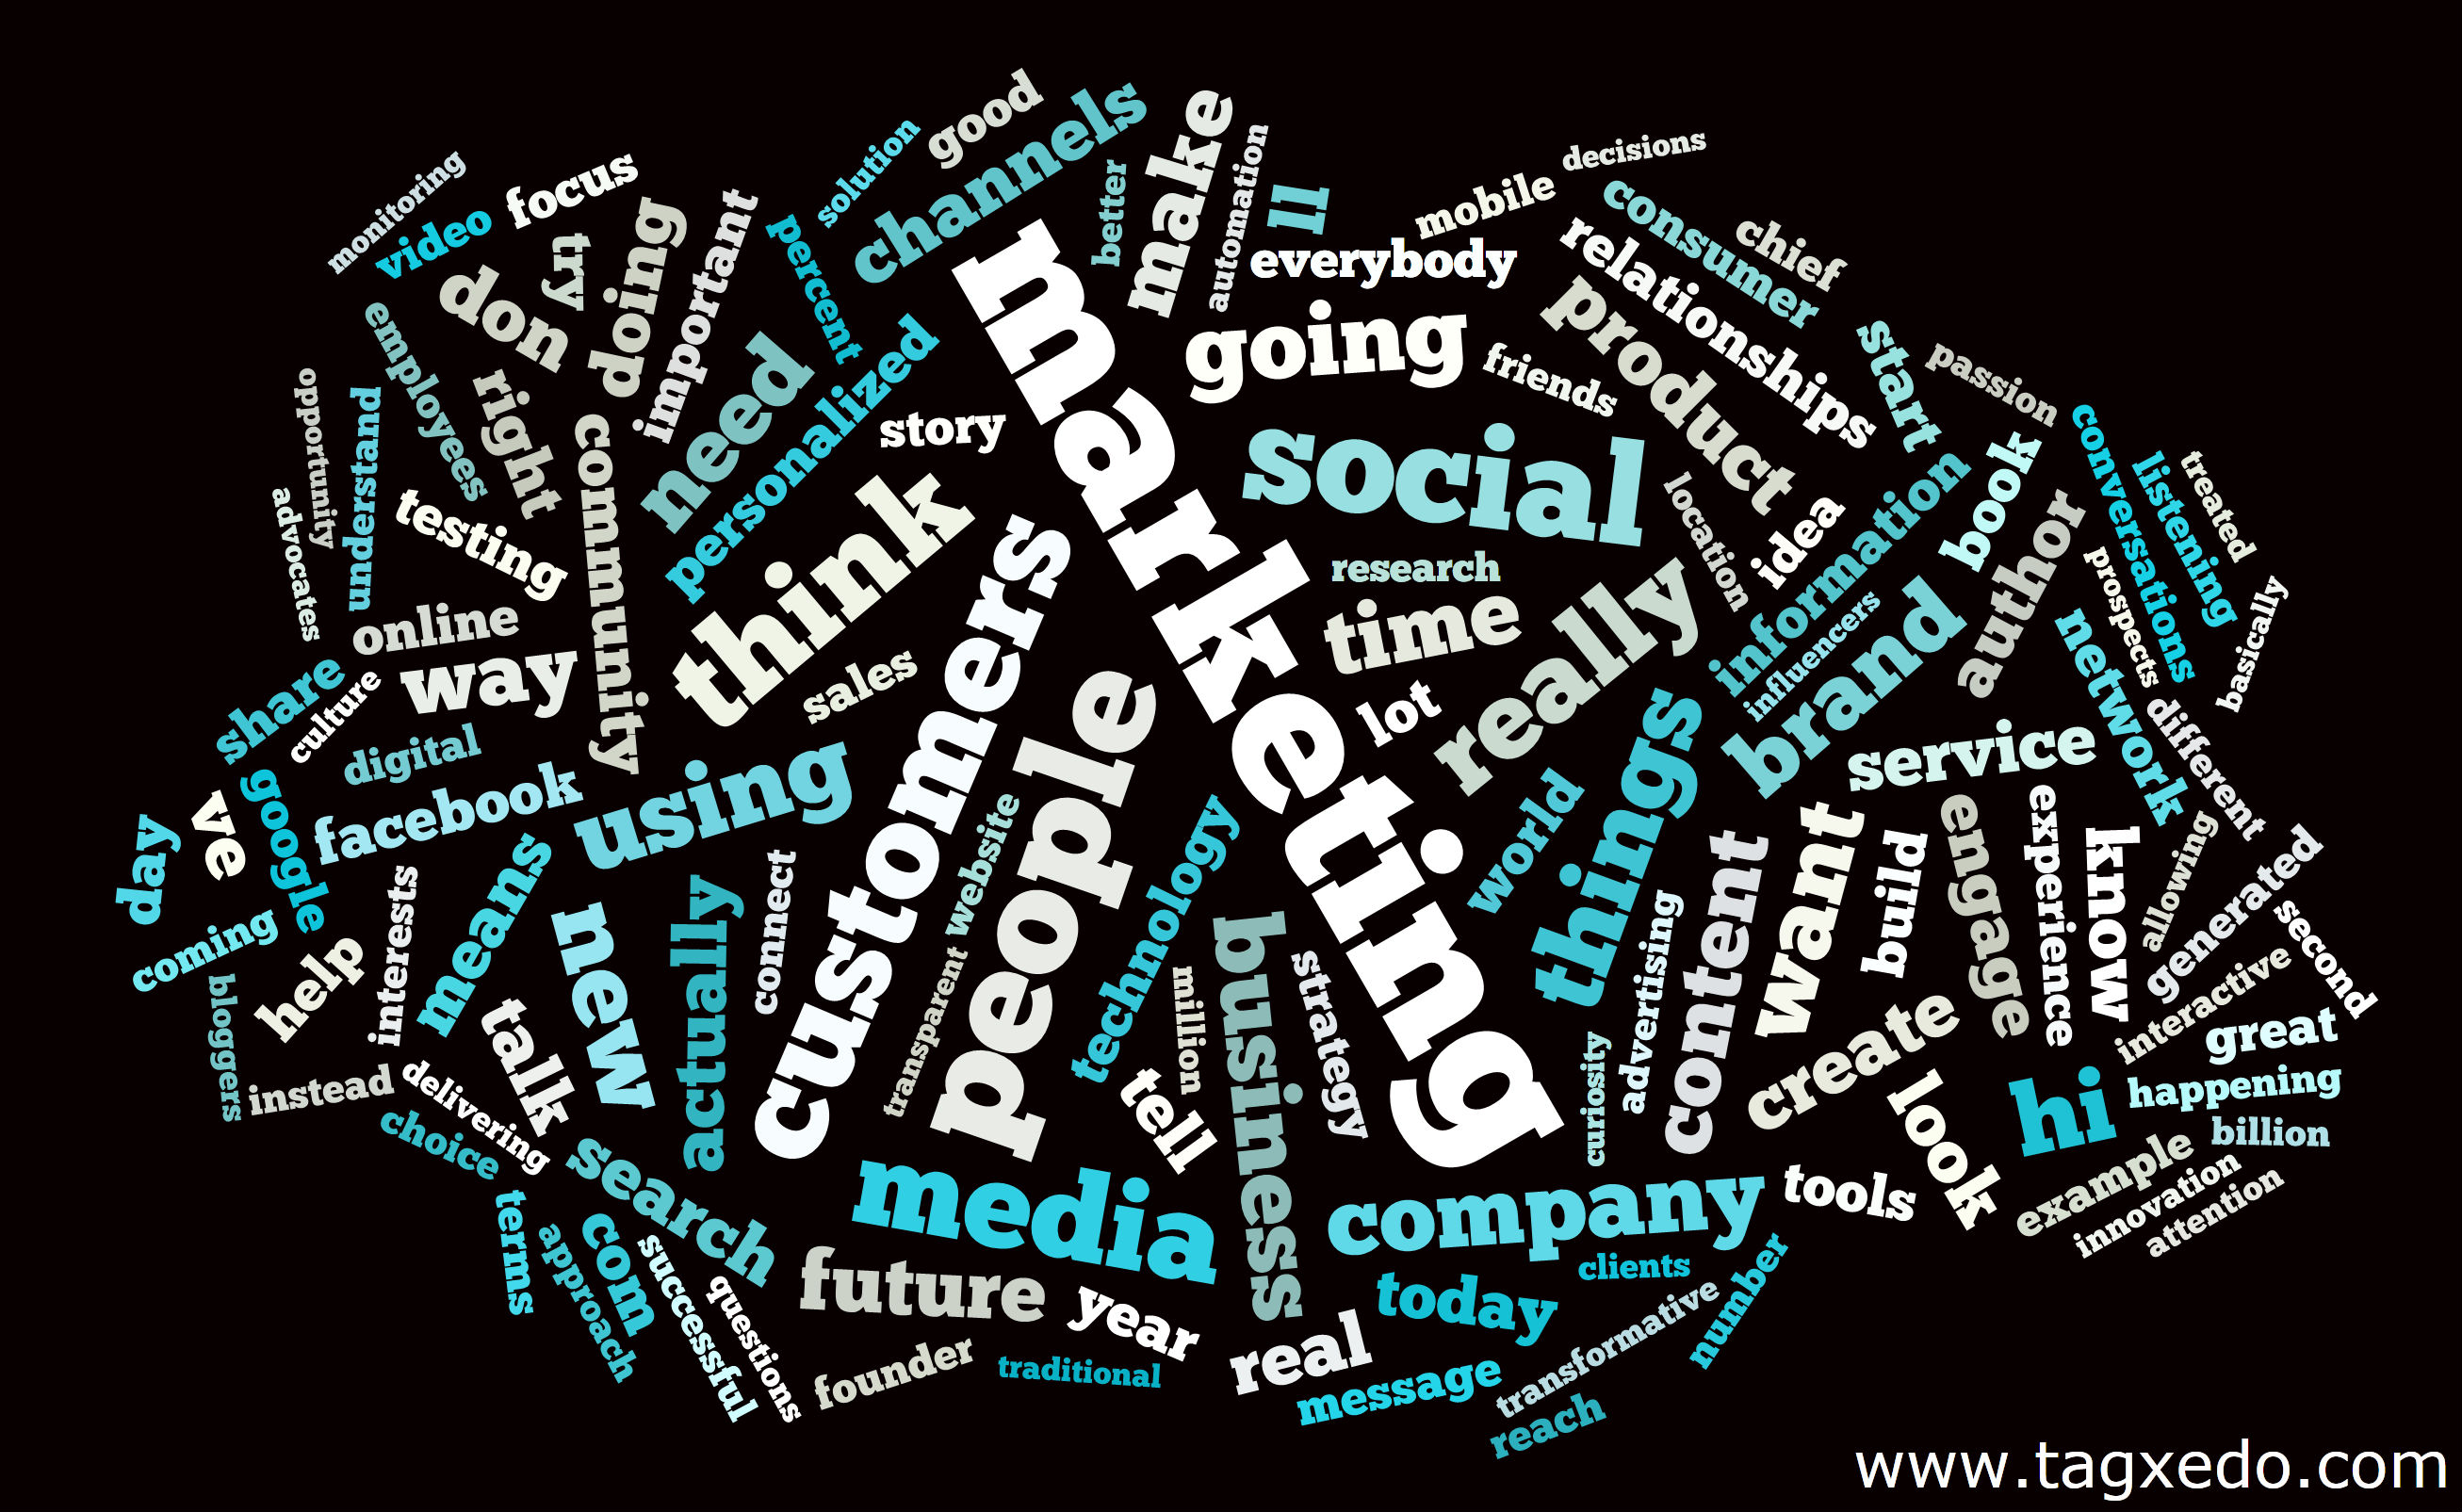 monitoring
video
focus
try
don
doing
important
employees
right
opportunity
understand
advocates
testing
community
online
way
share
culture
digital
google
facebook
day
ve
coming
help
bloggers
interests
instead
means
talk
delivering
choice
new
using
actually
connect
search
terms
approach
com
successful
questions
solution
good
channels
percent
personalized
need
story
think
sales
customers
people
website
transparent
media
future
year
founder
traditional
better
make
automation
ll
everybody
going
friends
marketing
social
research
time
lot
really
technology
million
tell
business
strategy
world
things
advertising
curiosity
content
company
clients
today
real
message
transformative
number
reach
mobile
decisions
consumer
chief
relationships
product
start
passion
location
idea
information
influencers
book
author
brand
conversations
listening
treated
prospects
basically
network
different
service
want
build
engage
experience
know
allowing
generated
second
interactive
great
create
look
hi
happening
billion
tools
example
innovation
attention
www.tagxedo.com